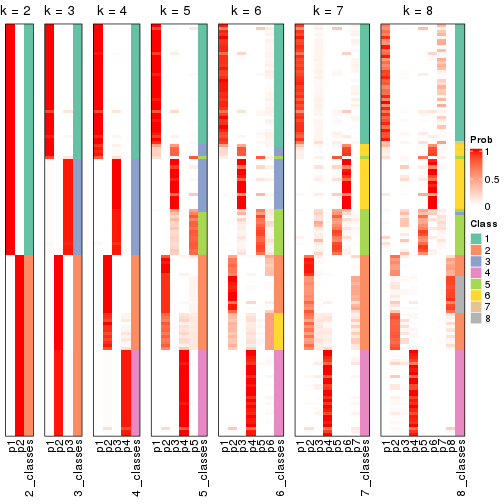 k = 2
k = 3
k = 4
k = 5
k = 6
k = 7
k = 8
p1
p2
2_classes
p1
p2
p3
3_classes
p1
p2
p3
p4
4_classes
p1
p2
p3
p4
p5
5_classes
p1
p2
p3
p4
p5
p6
6_classes
p1
p2
p3
p4
p5
p6
p7
7_classes
p1
p2
p3
p4
p5
p6
p7
p8
8_classes
Prob
1
0.5
0
Class
1
2
3
4
5
6
7
8